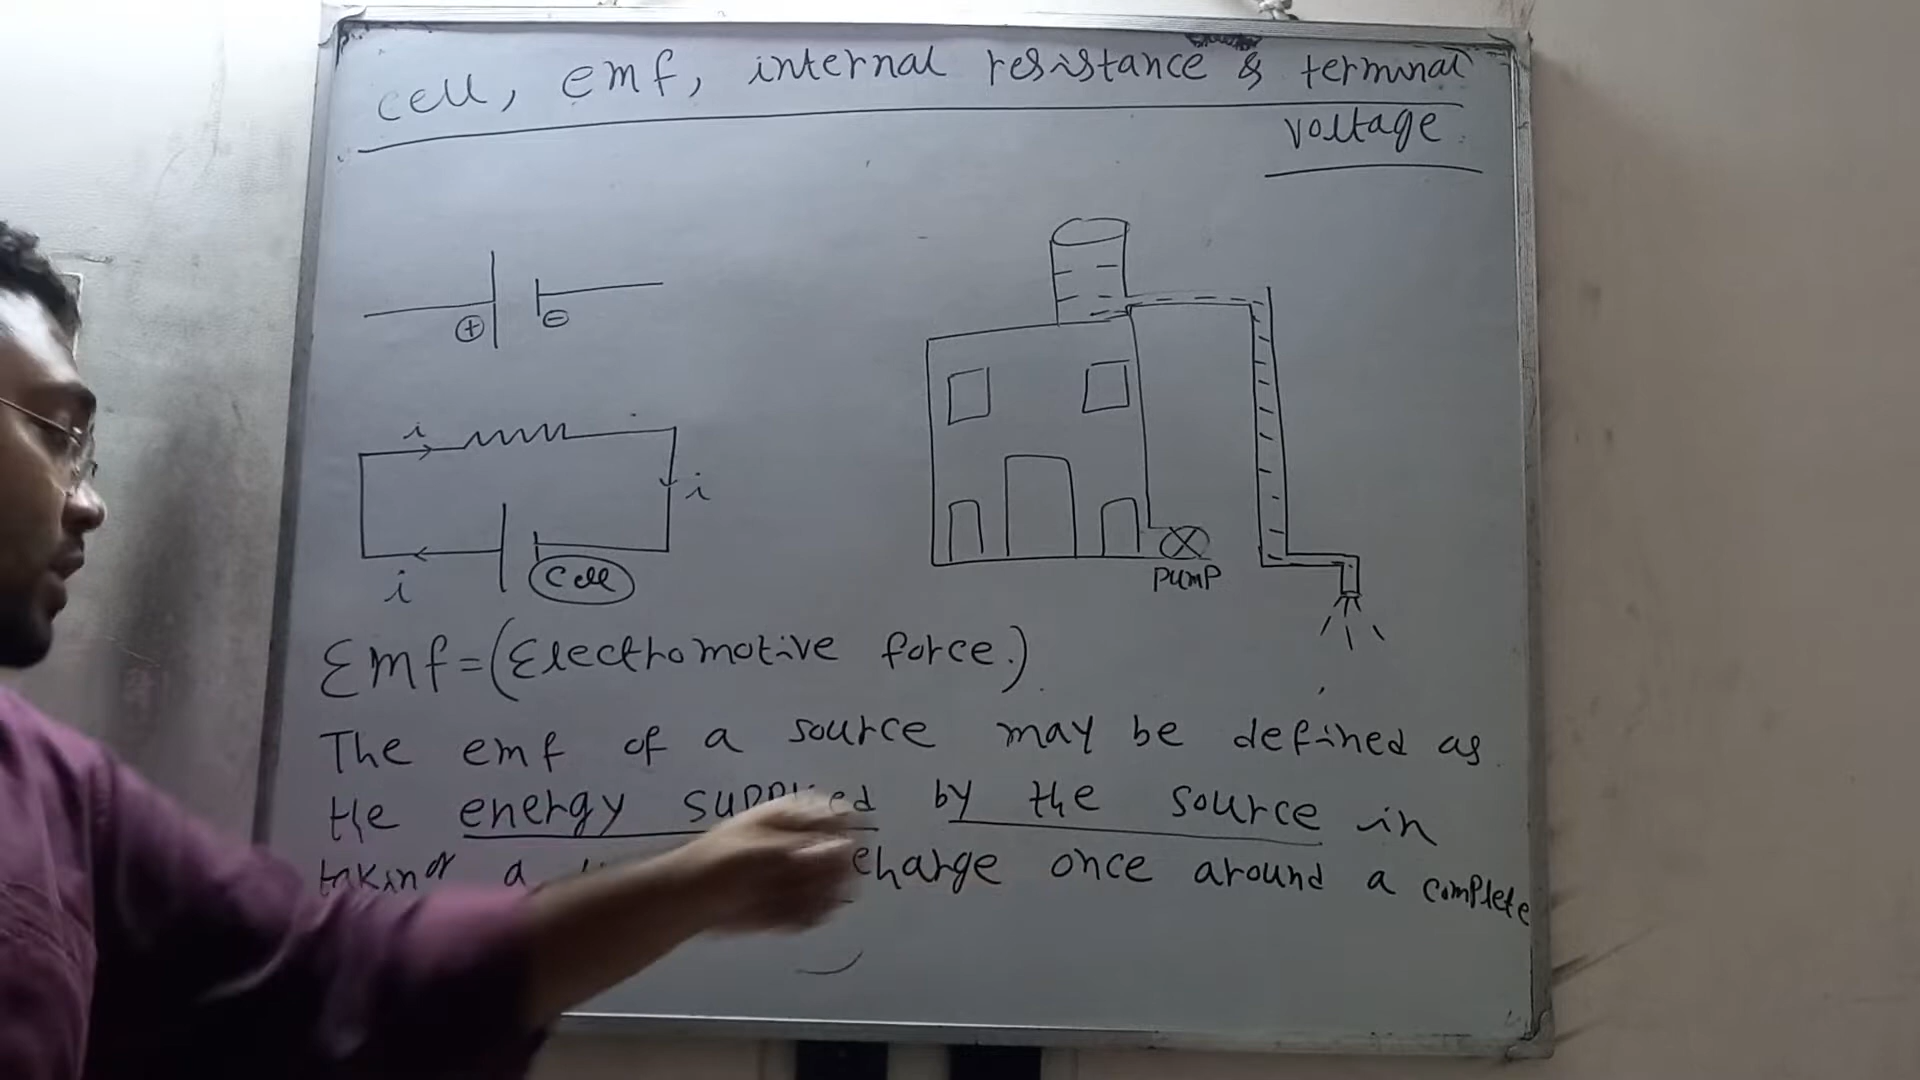 cell, emf, internal resistance & terminal
voltage.
+ -
i
i
i
cell
PUMP
Emf=(Electromotive force.)
The emf of a source may be defined as
the energy supplied by the source in
taking a charge once around a complete